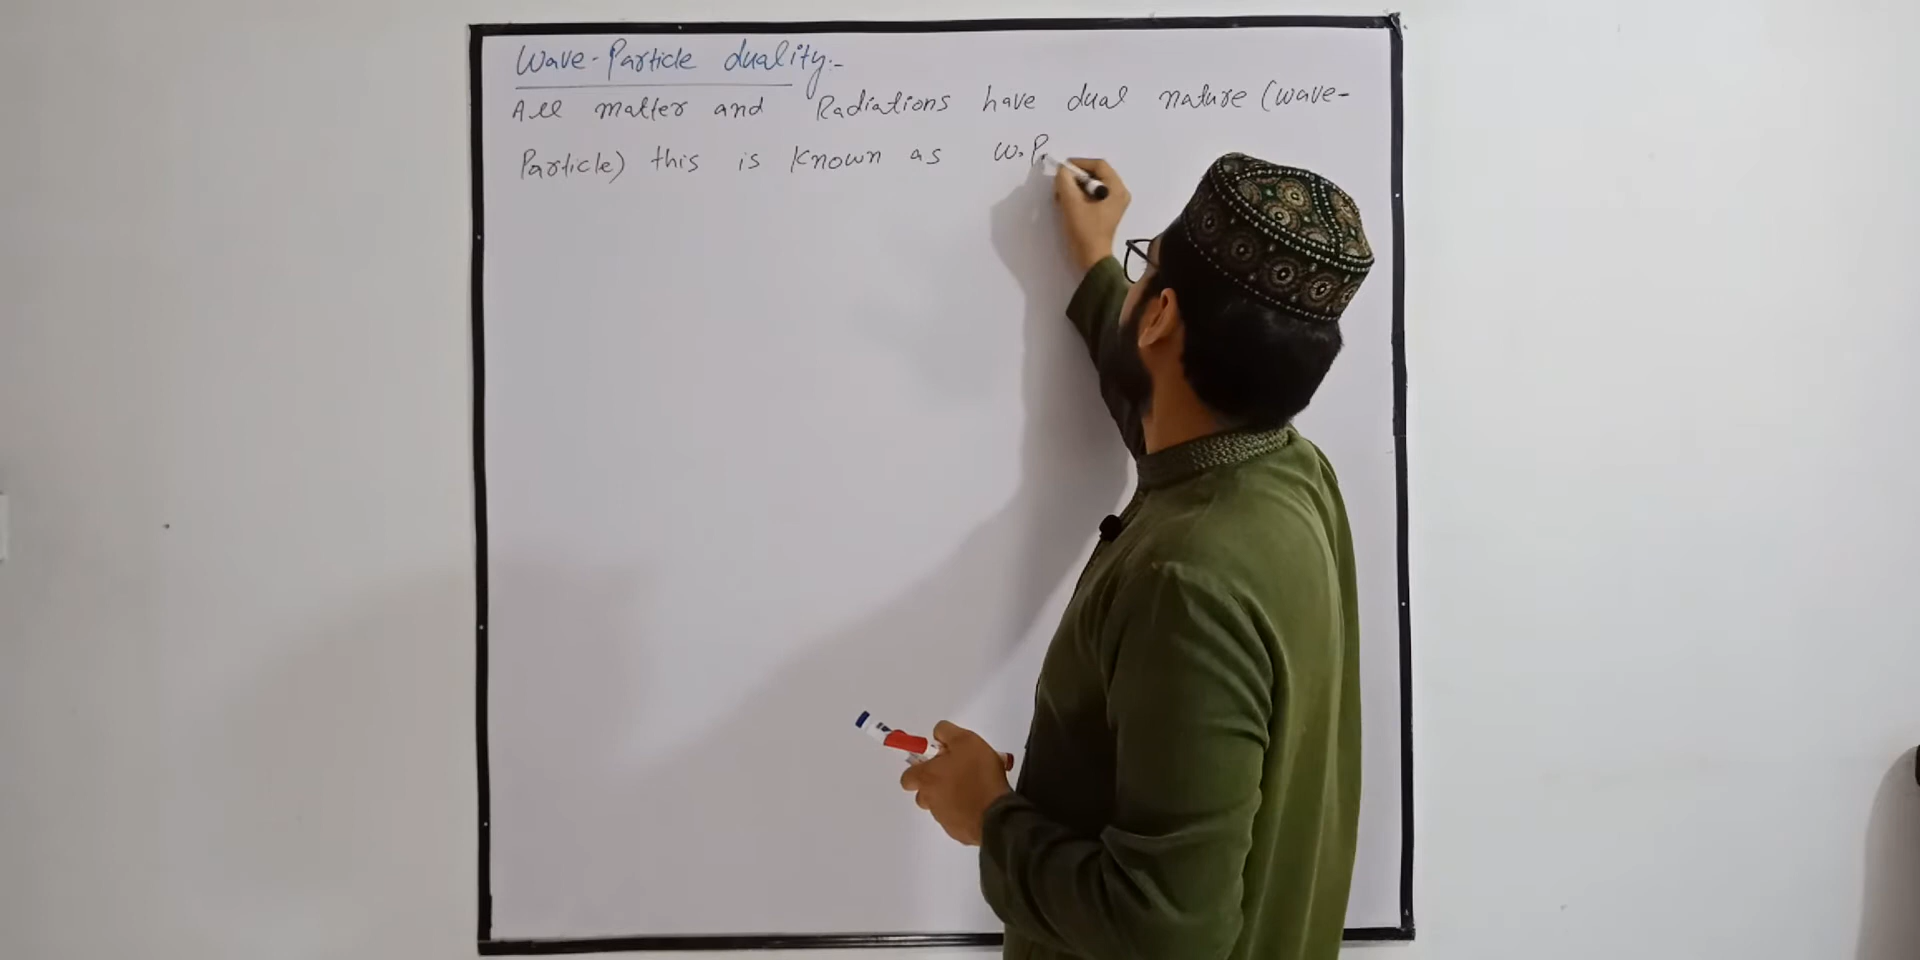 Wave-Particle duality:-
All matter and Radiations have dual nature (wave-
Particle) this is known as W.P.